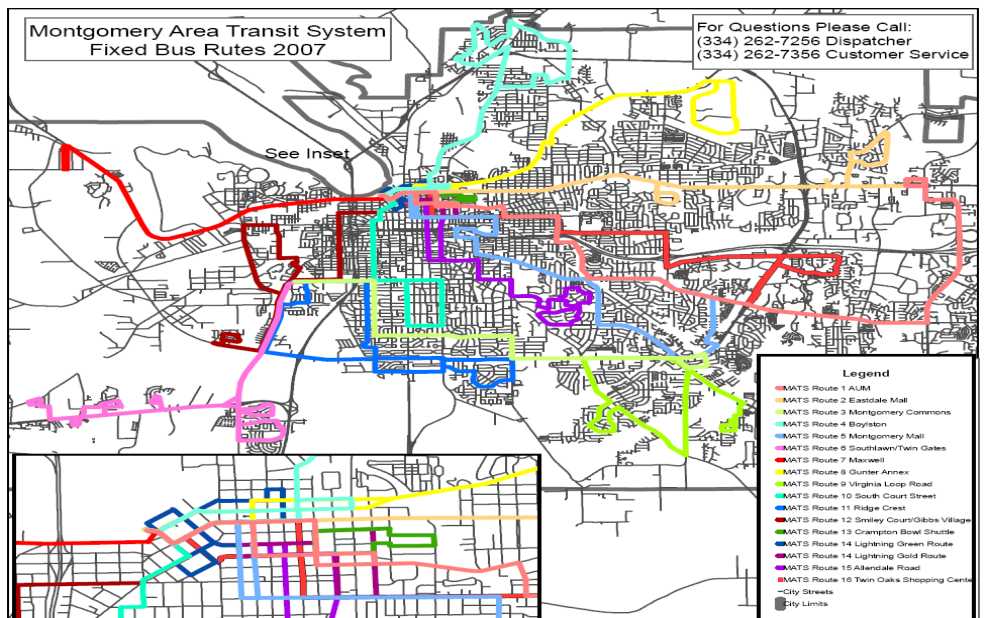 Montgomery Area Transit System
Fixed Bus Rutes 2007
For Questions Please Call:
(334) 262-7256 Dispatcher
(334) 262-7356 Customer Service
See Inset
Legend
MATS Route 1 AUM
MATS Route 2 Eastdale Mall
MATS Route 3 Montgomery Commons
MATS Route 4 Boylston
MATS Route 5 Montgomery Mall
MATS Route 6 Southlawn/Twin Gates
MATS Route 7 Maxwell
MATS Route 8 Gunter Annex
MATS Route 9 Virginia Loop Road
MATS Route 10 South Court Street
MATS Route 11 Ridge Crest
MATS Route 12 Smiley Court/Gibbs Village
MATS Route 13 Crampton Bowl Shuttle
MATS Route 14 Lightning Green Route
MATS Route 14 Lightning Gold Route
MATS Route 15 Allendale Road
MATS Route 16 Twin Oaks Shopping Cente
City Streets
City Limits